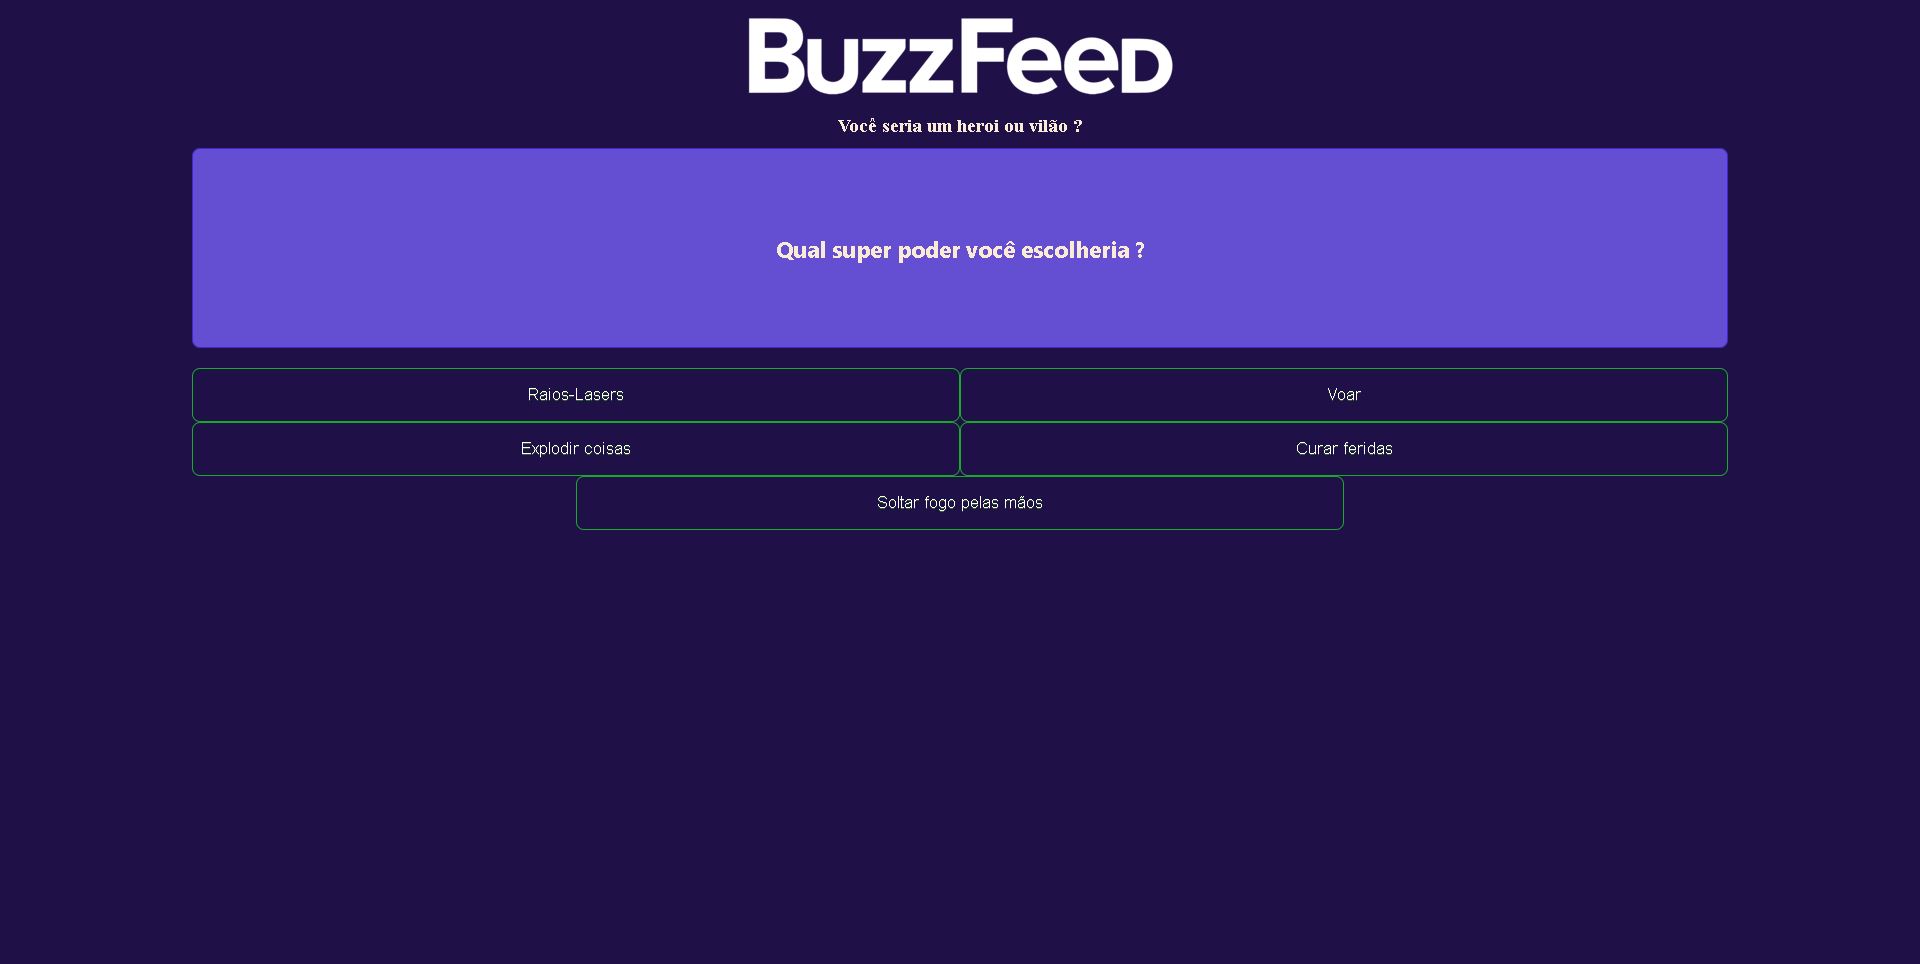 BuzzFeed
Você seria um heroi ou vilão ?
Qual super poder você escolheria ?
Raios-Lasers
Voar
Explodir coisas
Curar feridas
Soltar fogo pelas mãos